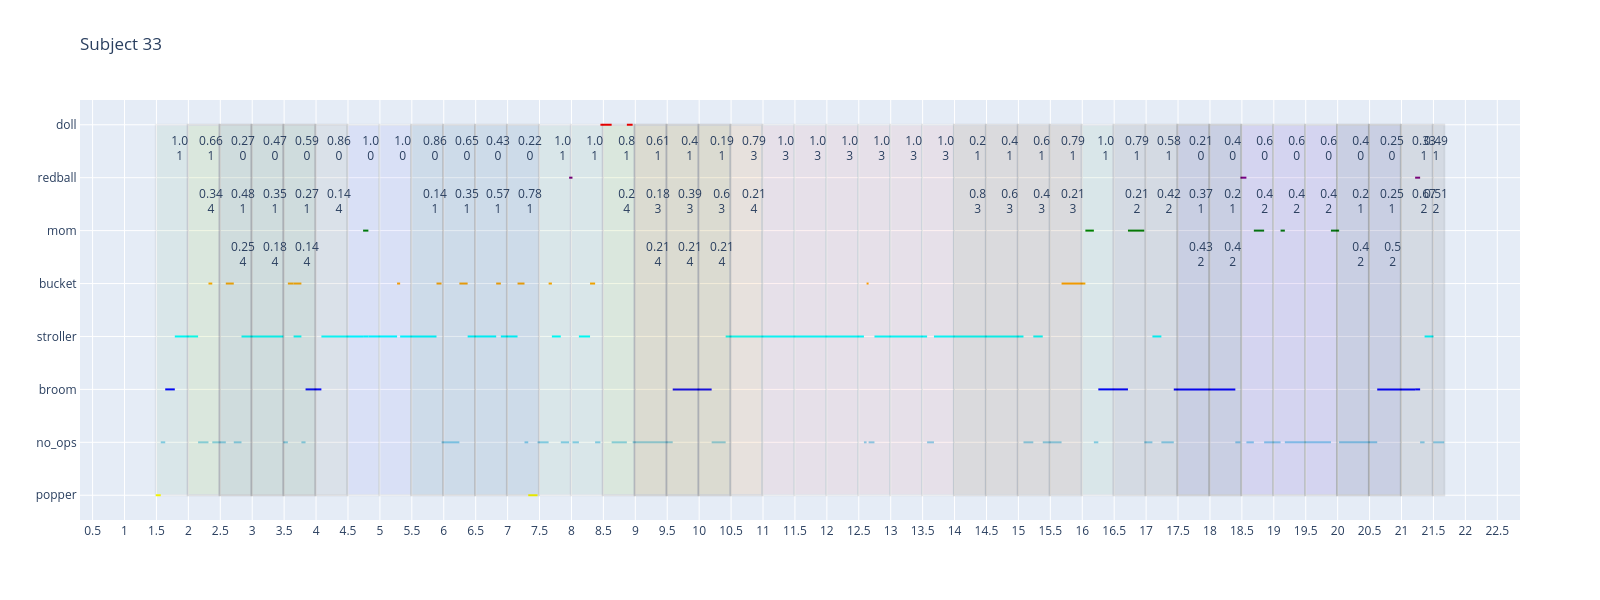 Subject 33
doll
1.0 0.66 0.27 0.47 0.59 0.86 1.0 1.0 0.86 0.65 0.43 0.22 1.0 1.0 0.8 0.61 0.4 0.19 0.79 1.0 1.0 1.0 1.0 1.0 1.0 0.2 0.4 0.6 0.79 1.0 0.79 0.58 0.21 0.4 0.6 0.6 0.6 0.4 0.25 0.33 0.49
1 1 0 0 0 0 0 0 0 0 0 0 1 1 1 1 1 1 3 3 3 3 3 3 3 1 1 1 1 1 1 1 0 0 0 0 0 0 0 1 1
redball
0.34 0.48 0.35 0.27 0.14 0.14 0.35 0.57 0.78 0.2 0.18 0.39 0.6 0.21 0.8 0.6 0.4 0.21 0.21 0.42 0.37 0.2 0.4 0.4 0.4 0.2 0.25 0.67 0.51
4 1 1 1 4 1 1 1 1 4 3 3 3 4 3 3 3 3 2 2 1 1 2 2 2 1 1 2 2
mom
0.25 0.18 0.14 0.21 0.21 0.21 0.43 0.4 0.4 0.5
4 4 4 4 4 4 2 2 2 2
bucket
stroller
broom
no_ops
popper
0.5 1 1.5 2 2.5 3 3.5 4 4.5 5 5.5 6 6.5 7 7.5 8 8.5 9 9.5 10 10.5 11 11.5 12 12.5 13 13.5 14 14.5 15 15.5 16 16.5 17 17.5 18 18.5 19 19.5 20 20.5 21 21.5 22 22.5